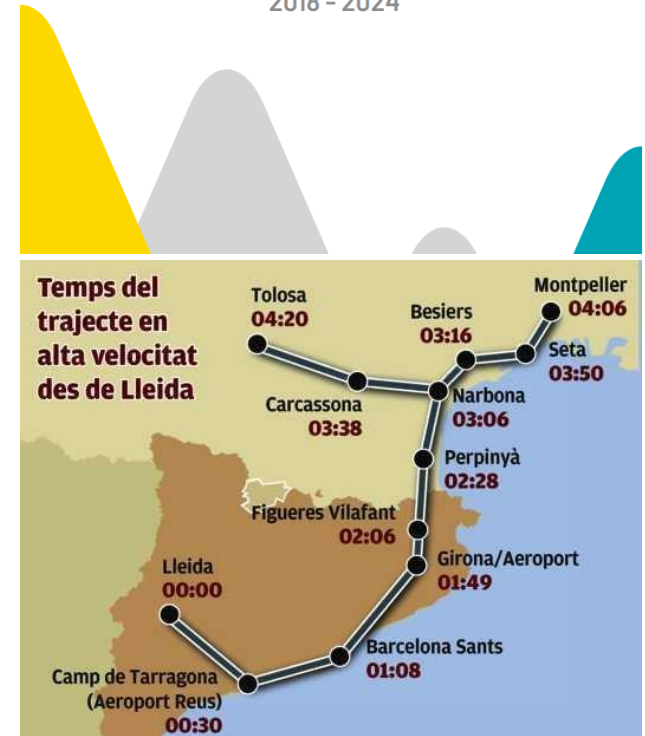 2018 - 2024
Temps del
trajecte en
alta velocitat
des de Lleida
Tolosa
04:20
Carcassona
03:38
Besiers
03:16
Montpeller
04:06
Seta
03:50
Narbona
03:06
Perpinyà
02:28
Figueres Vilafant
02:06
Girona/Aeroport
01:49
Lleida
00:00
Barcelona Sants
01:08
Camp de Tarragona
(Aeroport Reus)
00:30